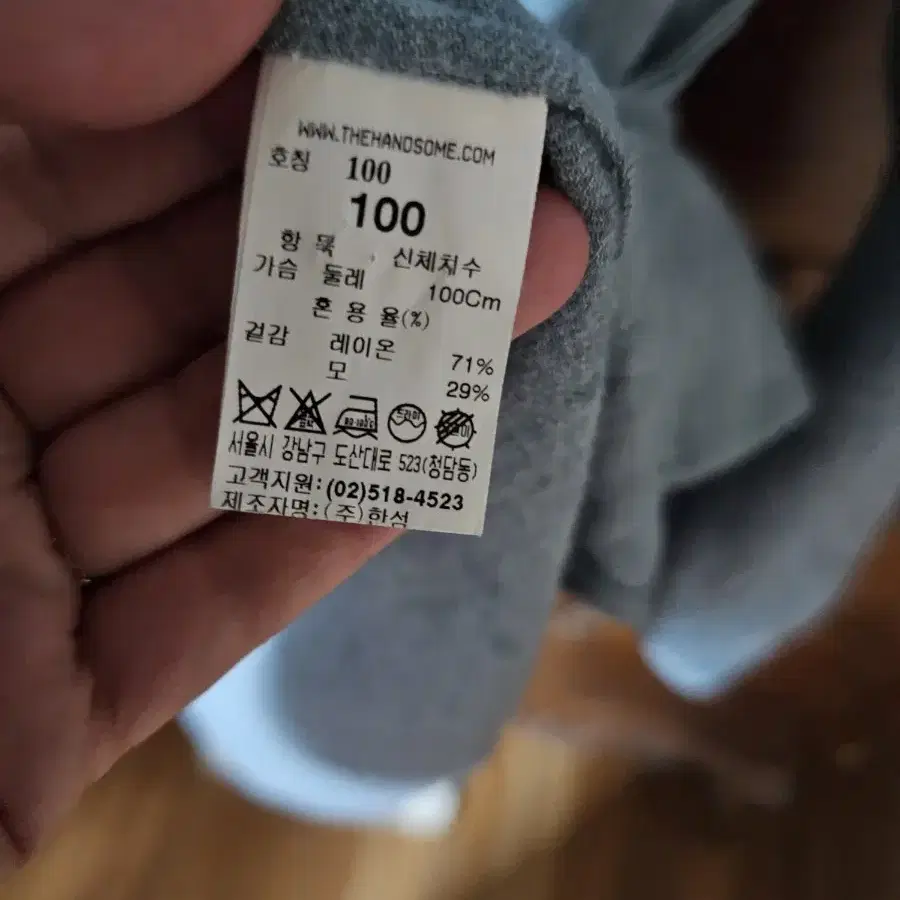 WWW.THEHANDSOME.COM
호칭 100
100
항 목 신체치수
가슴 둘레 100Cm
혼 용 율(%)
겉감 레이온 71%
모 29%
드라이
서울시 강남구 도산대로 523(청담동)
고객지원:(02)518-4523
제조자명:(주)한섬